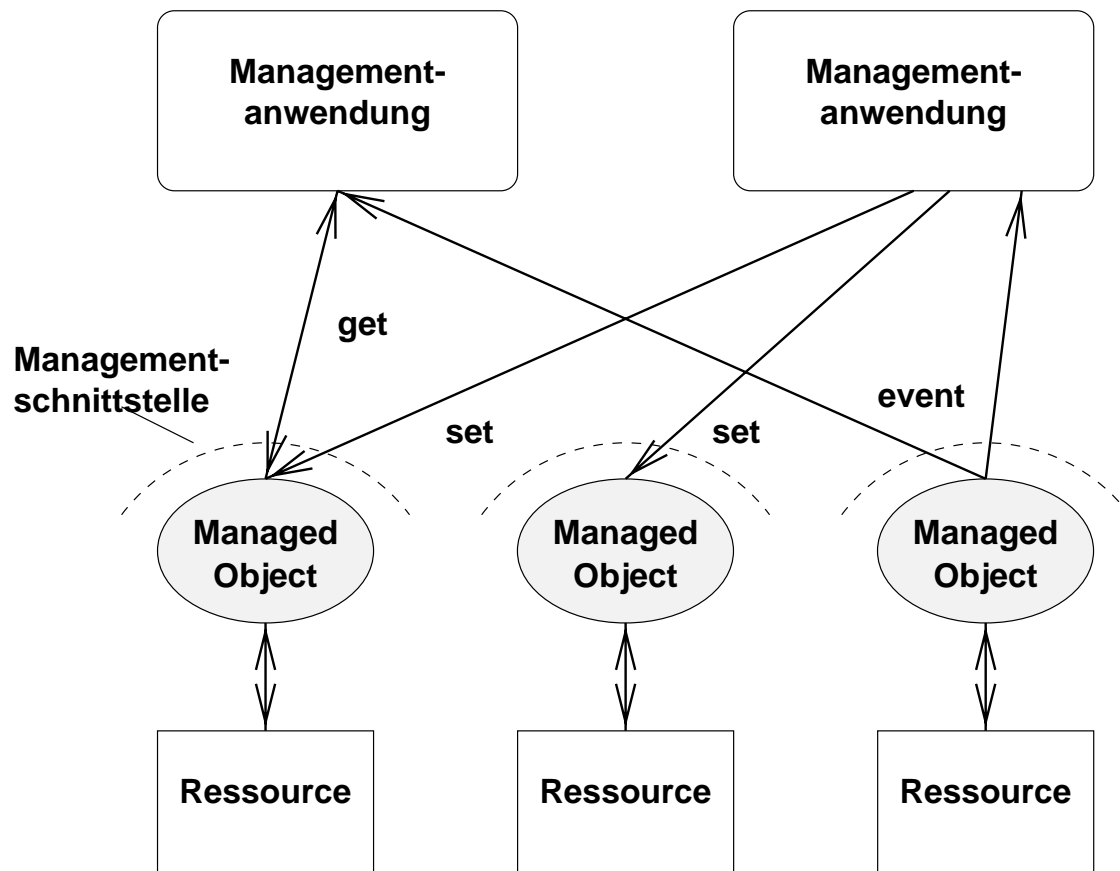 Management-
anwendung
Management-
anwendung
get
Management-
schnittstelle
event
set
set
Managed
Object
Managed
Object
Managed
Object
Ressource
Ressource
Ressource